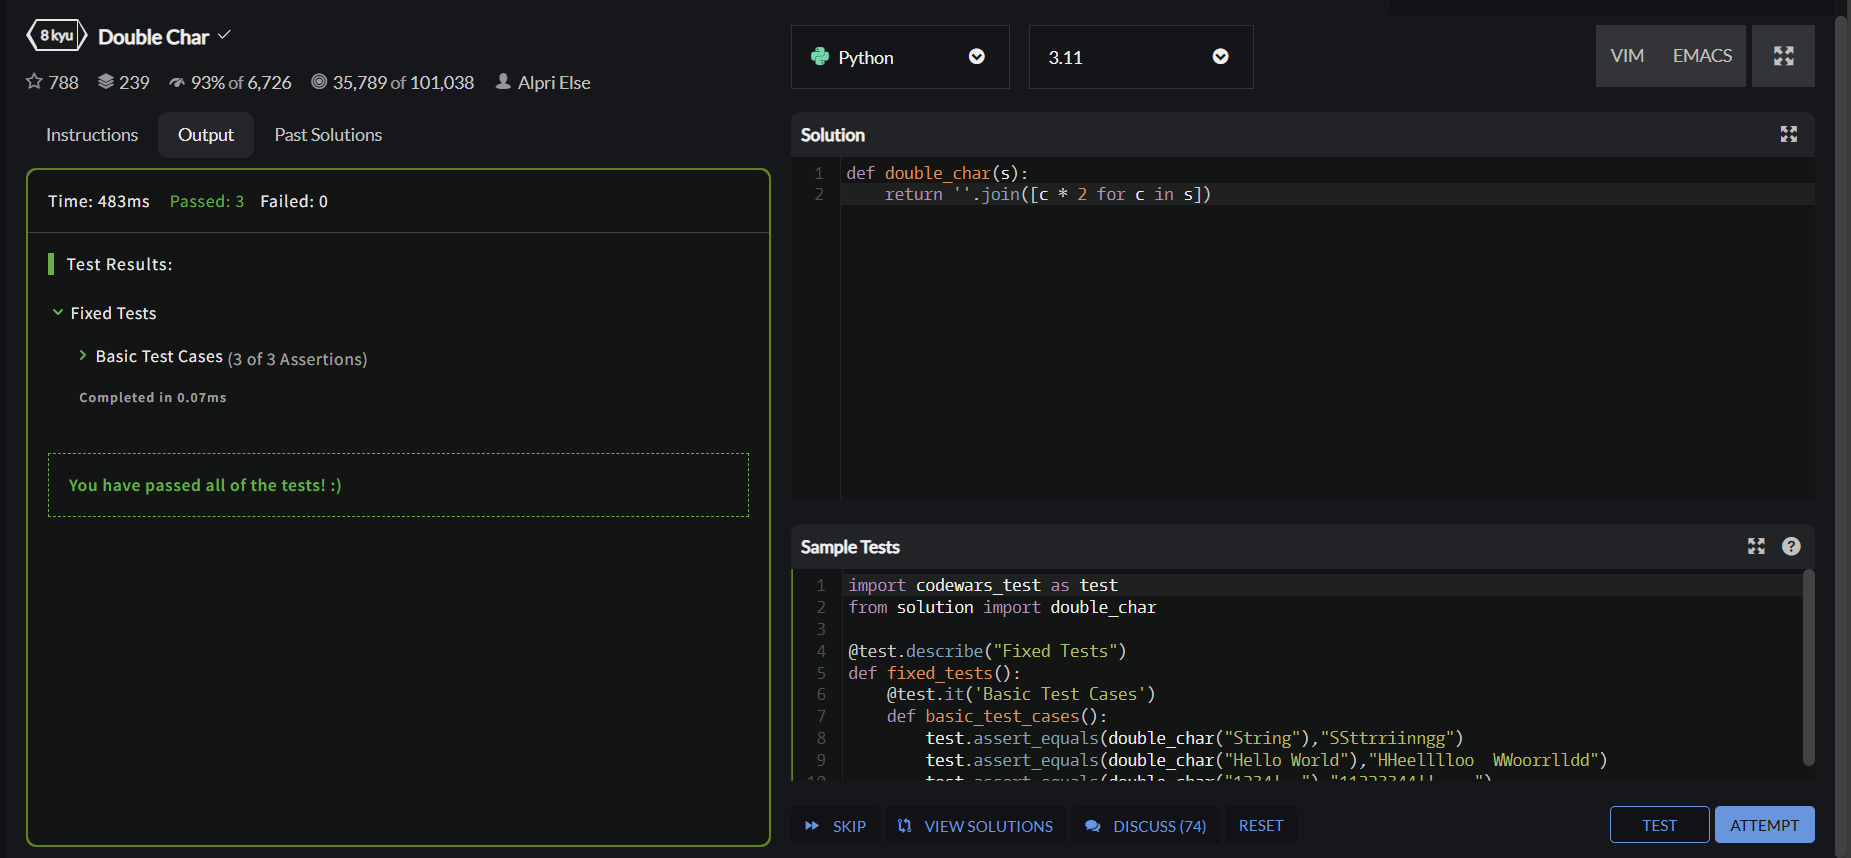 8 kyu Double Char
788 239 93% of 6,726 35,789 of 101,038 Alpri Else
Instructions Output Past Solutions
Time: 483ms Passed: 3 Failed: 0
Test Results:
Fixed Tests
Basic Test Cases (3 of 3 Assertions)
Completed in 0.07ms
You have passed all of the tests! :)
Python 3.11 VIM EMACS
Solution
1 def double_char(s):
2     return ''.join([c * 2 for c in s])
Sample Tests
1 import codewars_test as test
2 from solution import double_char
3
4 @test.describe("Fixed Tests")
5 def fixed_tests():
6     @test.it('Basic Test Cases')
7     def basic_test_cases():
8         test.assert_equals(double_char("String"),"SSttrriinngg")
9         test.assert_equals(double_char("Hello World"),"HHeelllloo  WWoorrlldd")
10         test.assert_equals(double_char("1234!
SKIP VIEW SOLUTIONS DISCUSS (74) RESET TEST ATTEMPT